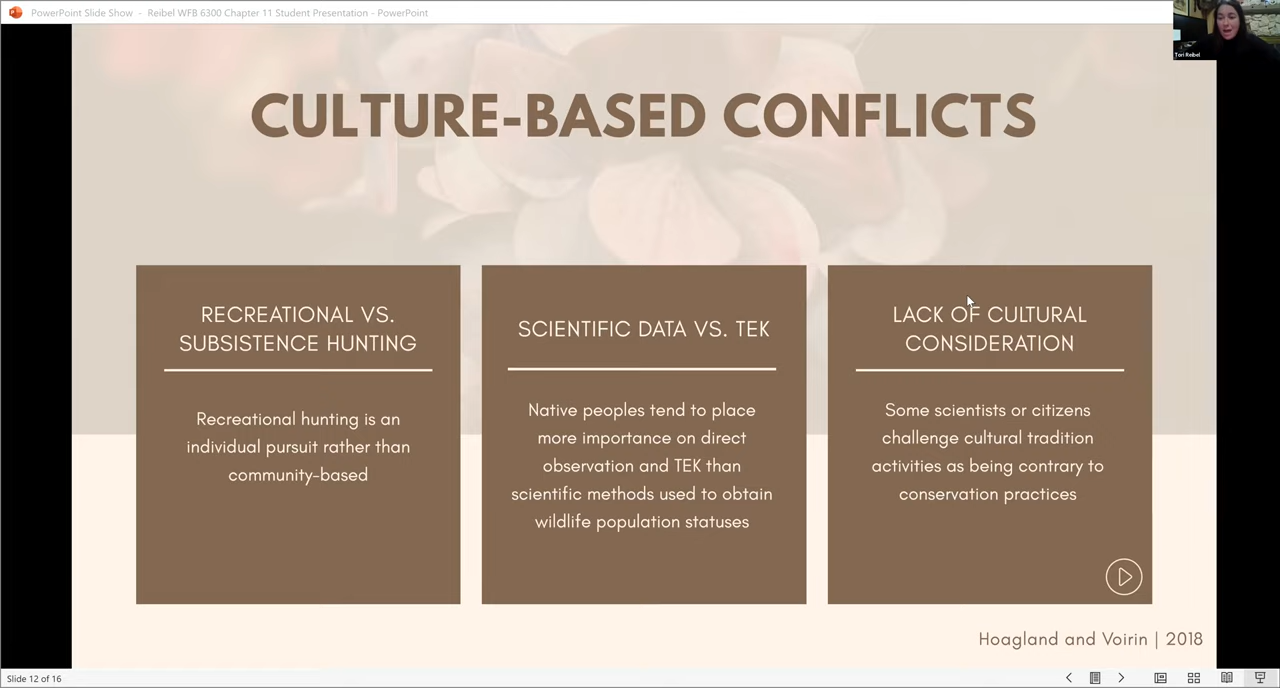 PowerPoint Slide Show - Reibel WFB 6300 Chapter 11 Student Presentation - PowerPoint
Tori Reibel
CULTURE-BASED CONFLICTS
RECREATIONAL VS.
SUBSISTENCE HUNTING
Recreational hunting is an
individual pursuit rather than
community-based
SCIENTIFIC DATA VS. TEK
Native peoples tend to place
more importance on direct
observation and TEK than
scientific methods used to obtain
wildlife population statuses
LACK OF CULTURAL
CONSIDERATION
Some scientists or citizens
challenge cultural tradition
activities as being contrary to
conservation practices
Hoagland and Voirin | 2018
Slide 12 of 16